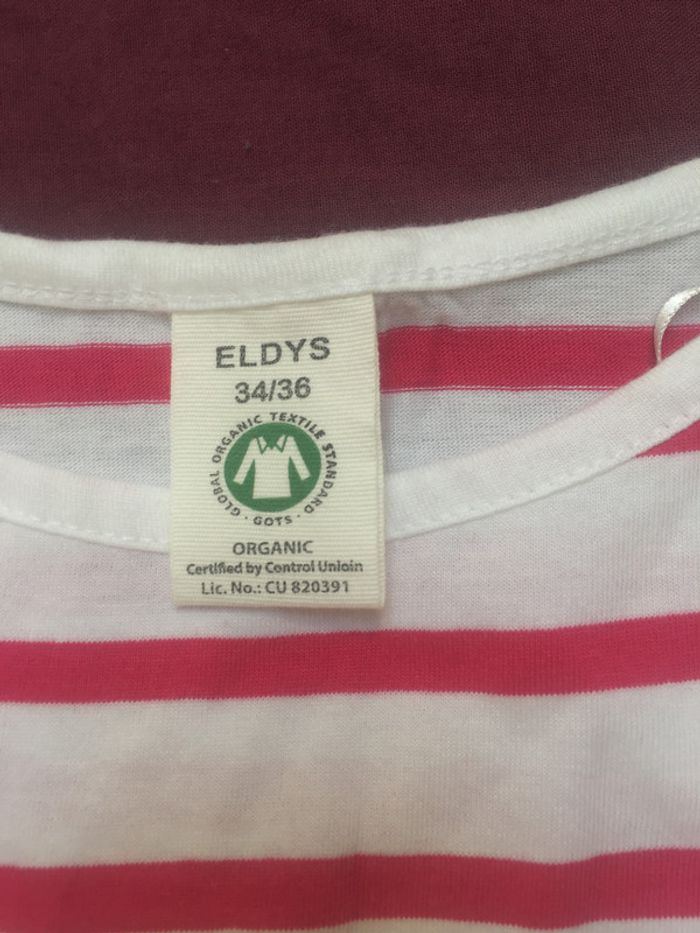 ELDYS
34/36
GLOBAL ORGANIC TEXTILE STANDARD
· GOTS ·
ORGANIC
Certified by Control Unioin
Lic. No.: CU 820391